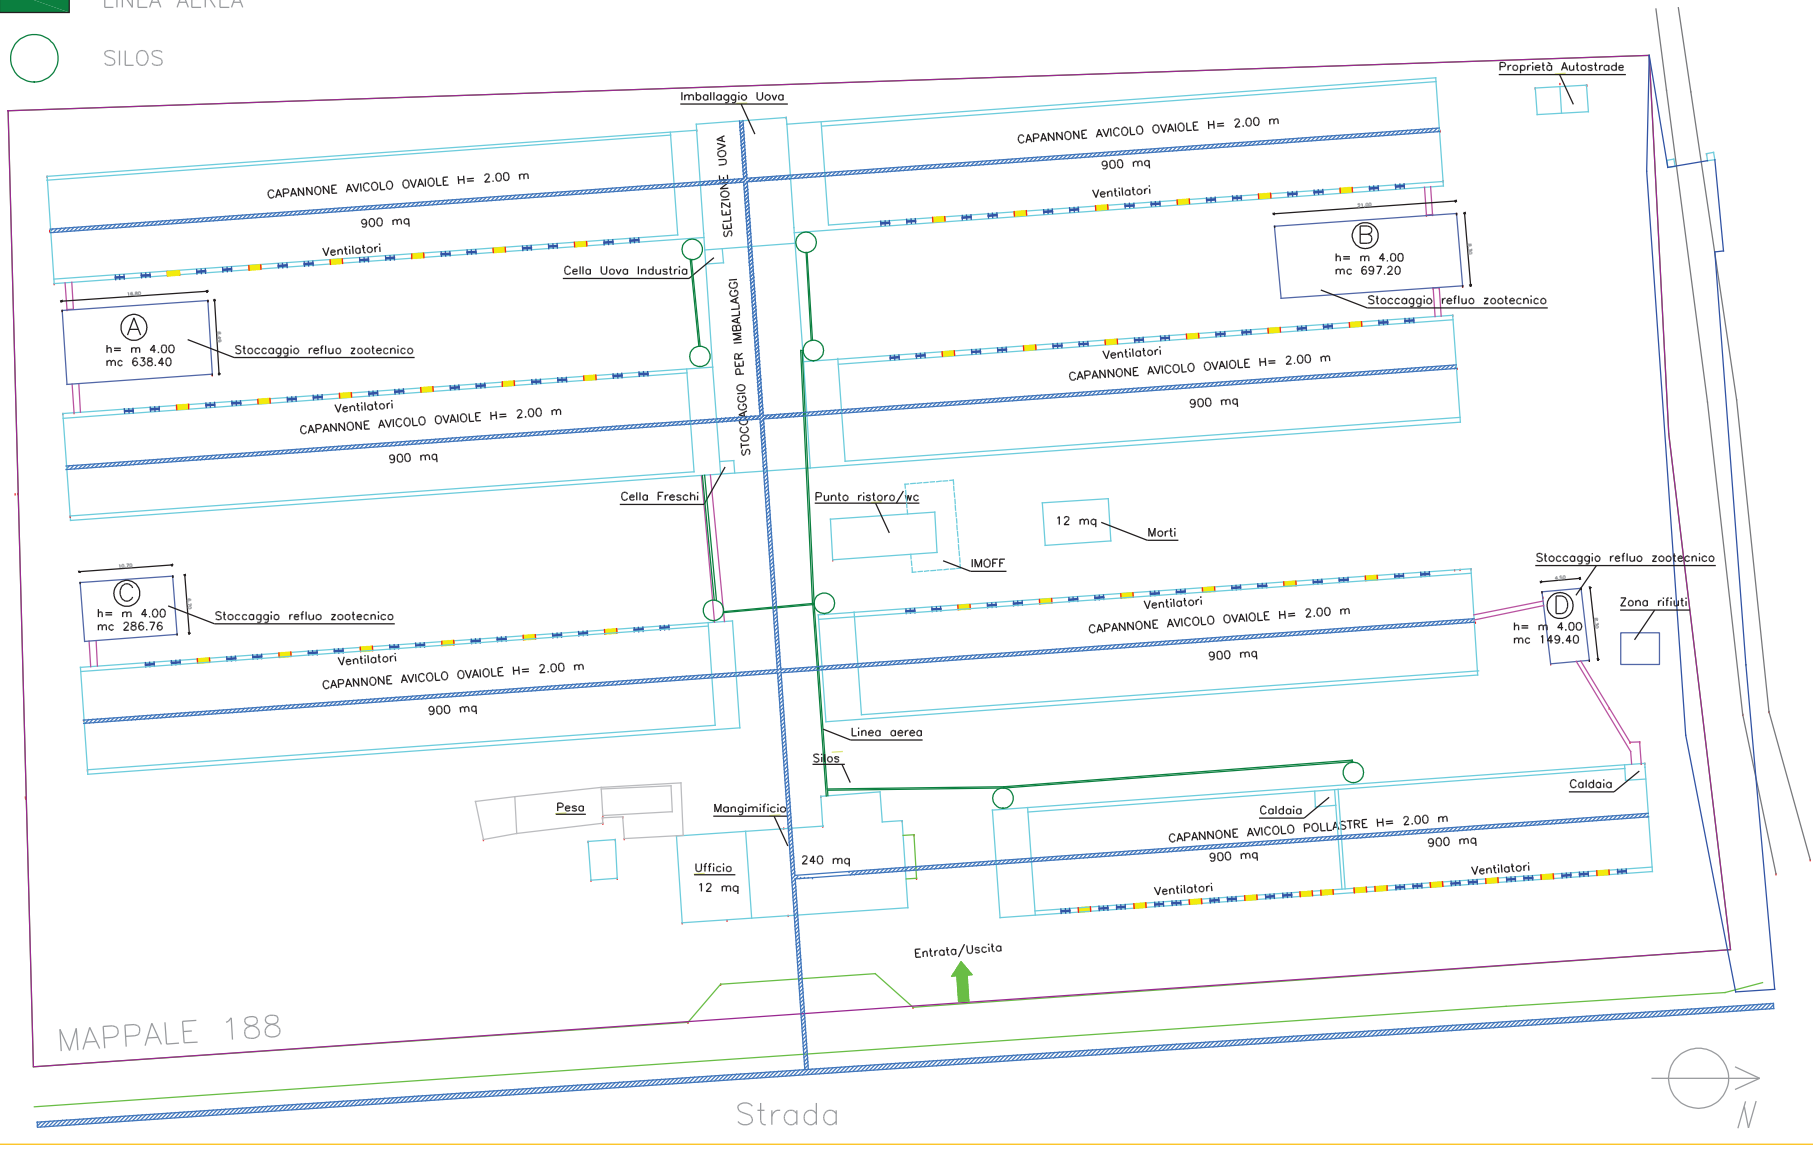 LINEA AEREA
SILOS
Proprietà Autostrade
Imballaggio Uova
CAPANNONE AVICOLO OVAIOLE H= 2.00 m
900 mq
Ventilatori
SELEZIONE UOVA
CAPANNONE AVICOLO OVAIOLE H= 2.00 m
900 mq
Ventilatori
B
h= m 4.00
mc 697.20
Stoccaggio refluo zootecnico
Cella Uova Industria
A
h= m 4.00
mc 638.40
Stoccaggio refluo zootecnico
STOCCAGGIO PER IMBALLAGGI
Ventilatori
CAPANNONE AVICOLO OVAIOLE H= 2.00 m
900 mq
Ventilatori
CAPANNONE AVICOLO OVAIOLE H= 2.00 m
900 mq
Cella Freschi
Punto ristoro/wc
12 mq
Morti
IMOFF
C
h= m 4.00
mc 286.76
Stoccaggio refluo zootecnico
Stoccaggio refluo zootecnico
D
h= m 4.00
mc 149.40
Zona rifiuti
Ventilatori
CAPANNONE AVICOLO OVAIOLE H= 2.00 m
900 mq
Ventilatori
CAPANNONE AVICOLO OVAIOLE H= 2.00 m
900 mq
Linea aerea
Silos
Caldaia
Caldaia
Pesa
Mangimificio
CAPANNONE AVICOLO POLLASTRE H= 2.00 m
900 mq
900 mq
Ventilatori
Ventilatori
240 mq
Ufficio
12 mq
Entrata/Uscita
MAPPALE 188
Strada
N